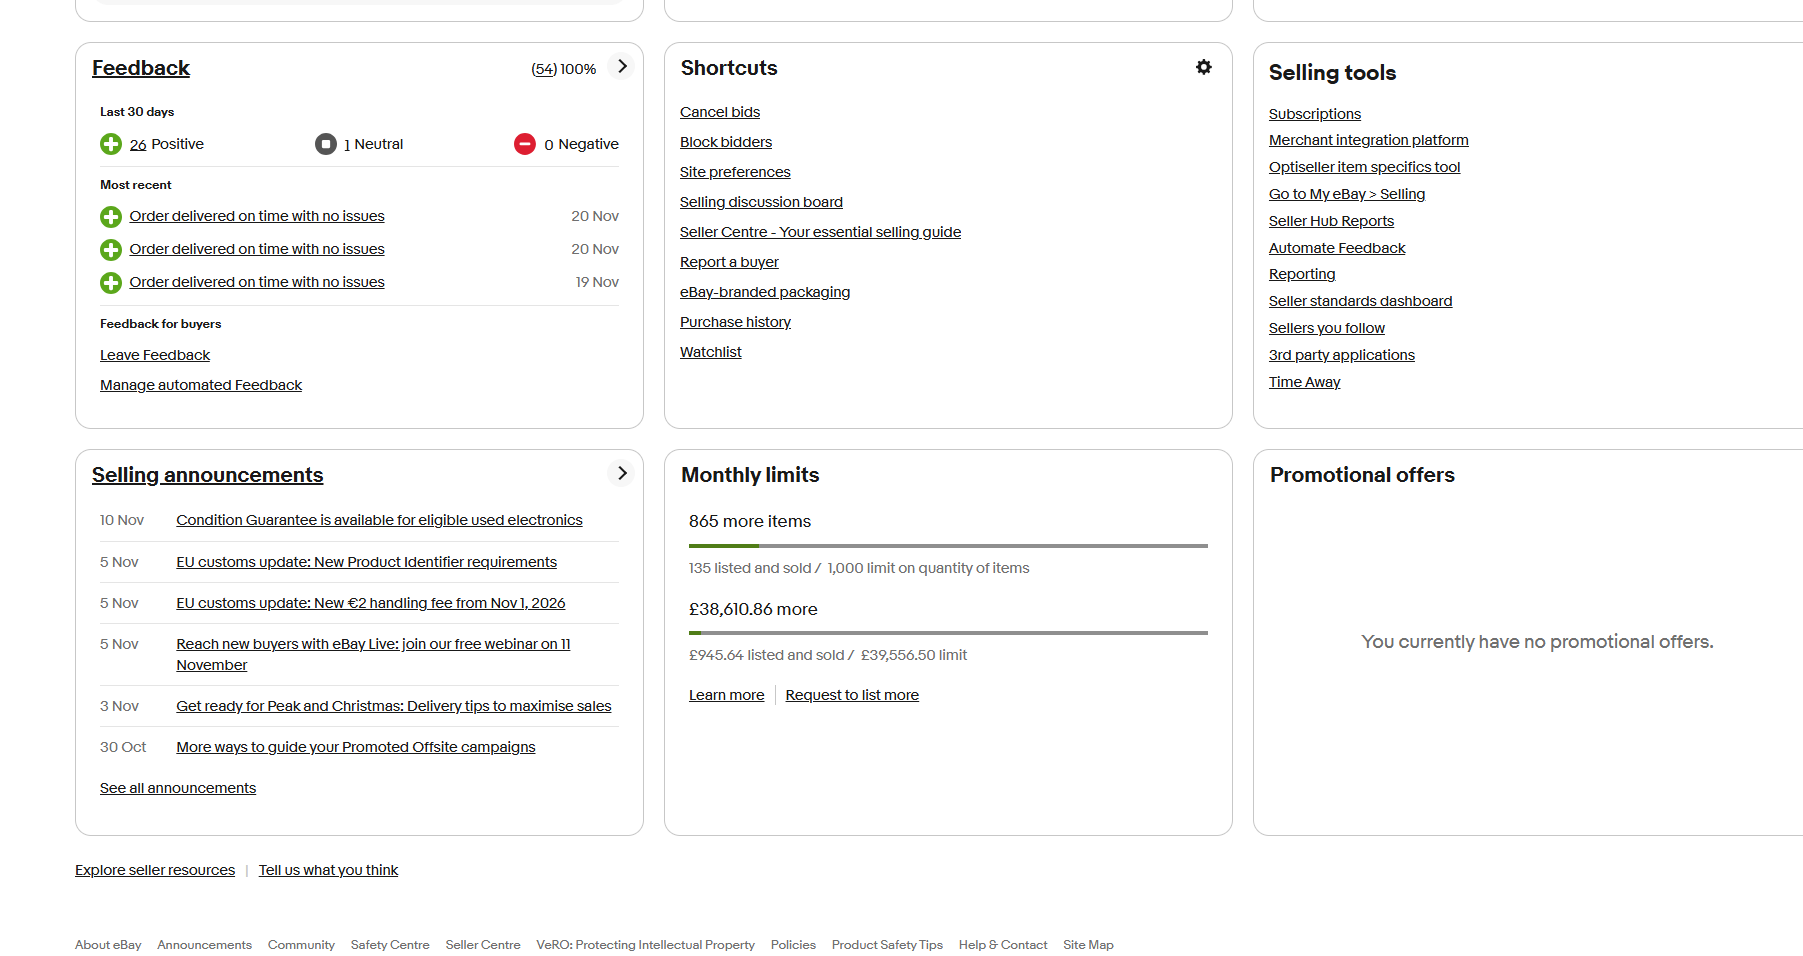 Feedback
(54) 100%
Last 30 days
26 Positive
1 Neutral
0 Negative
Most recent
Order delivered on time with no issues
20 Nov
Order delivered on time with no issues
20 Nov
Order delivered on time with no issues
19 Nov
Feedback for buyers
Leave Feedback
Manage automated Feedback
Shortcuts
Cancel bids
Block bidders
Site preferences
Selling discussion board
Seller Centre - Your essential selling guide
Report a buyer
eBay-branded packaging
Purchase history
Watchlist
Selling tools
Subscriptions
Merchant integration platform
Optiseller item specifics tool
Go to My eBay > Selling
Seller Hub Reports
Automate Feedback
Reporting
Seller standards dashboard
Sellers you follow
3rd party applications
Time Away
Selling announcements
10 Nov
Condition Guarantee is available for eligible used electronics
5 Nov
EU customs update: New Product Identifier requirements
5 Nov
EU customs update: New €2 handling fee from Nov 1, 2026
5 Nov
Reach new buyers with eBay Live: join our free webinar on 11
November
3 Nov
Get ready for Peak and Christmas: Delivery tips to maximise sales
30 Oct
More ways to guide your Promoted Offsite campaigns
See all announcements
Monthly limits
865 more items
135 listed and sold / 1,000 limit on quantity of items
£38,610.86 more
£945.64 listed and sold / £39,556.50 limit
Learn more
Request to list more
Promotional offers
You currently have no promotional offers.
Explore seller resources
Tell us what you think
About eBay
Announcements
Community
Safety Centre
Seller Centre
VeRO: Protecting Intellectual Property
Policies
Product Safety Tips
Help & Contact
Site Map